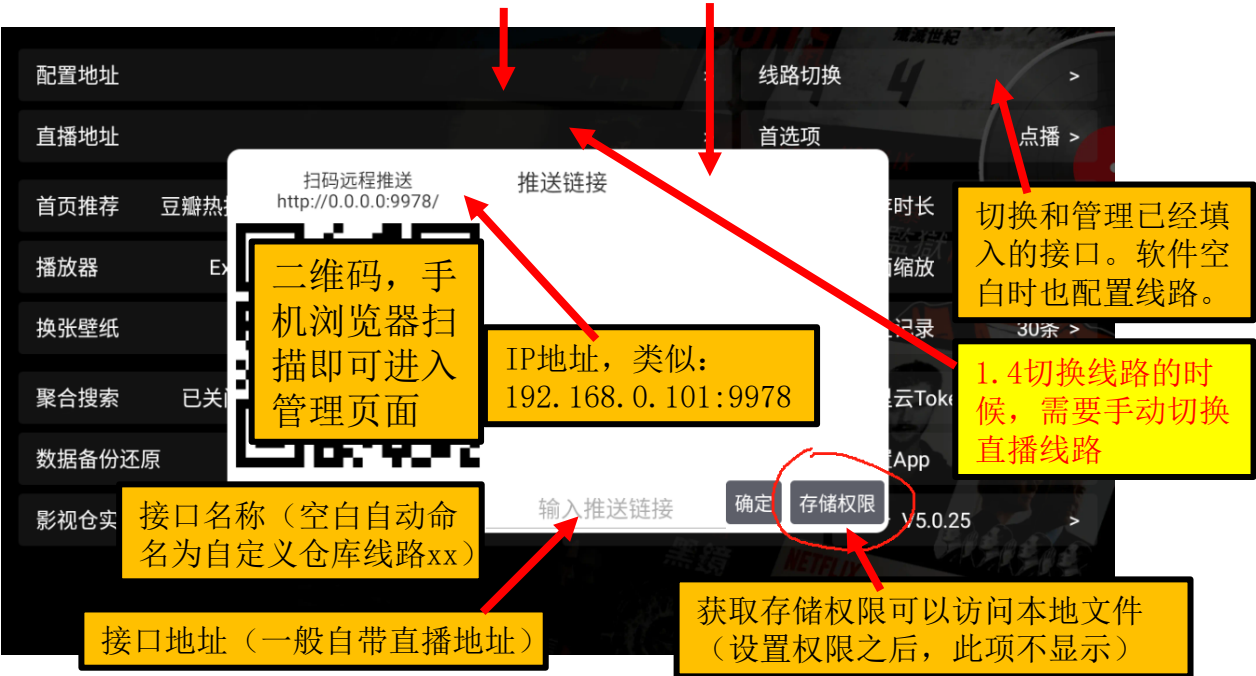 配置地址
线路切换 >
直播地址
首选项 点播 >
扫码远程推送
http://0.0.0.0:9978/
推送链接
首页推荐 豆瓣热
时长
播放器 Ex
缩放
换张壁纸
记录 30条 >
聚合搜索 已关
云Toke
数据备份还原
App
影视仓实
V5.0.25 >
切换和管理已经填
入的接口。软件空
白时也配置线路。
二维码，手
机浏览器扫
描即可进入
管理页面
IP地址，类似：
192.168.0.101:9978
1.4切换线路的时
候，需要手动切换
直播线路
输入推送链接
确定
存储权限
接口名称（空白自动命
名为自定义仓库线路xx）
接口地址（一般自带直播地址）
获取存储权限可以访问本地文件
（设置权限之后，此项不显示）
黑鏡
NETFLIX